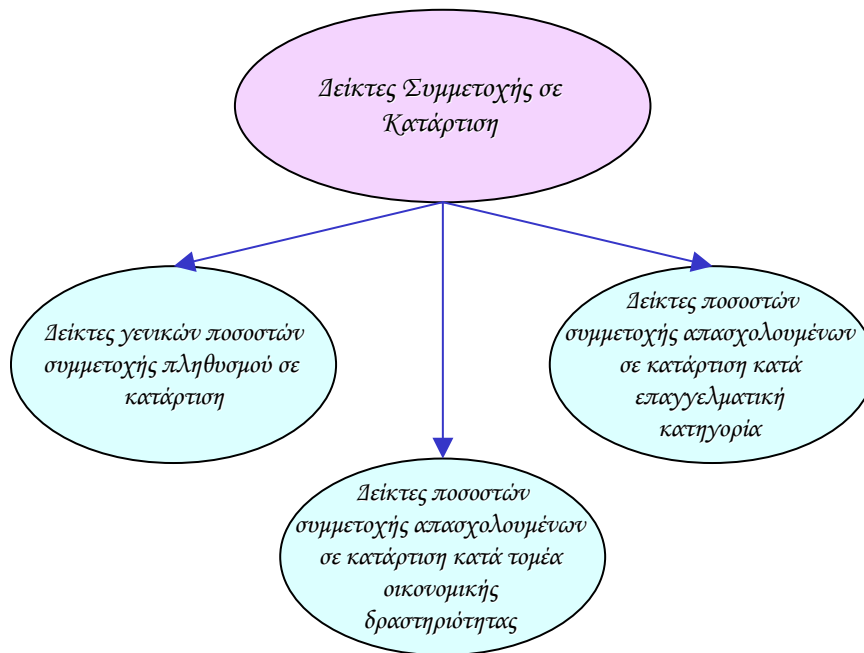 Δείκτες Συμμετοχής σε
Κατάρτιση
Δείκτες γενικών ποσοστών
συμμετοχής πληθυσμού σε
κατάρτιση
Δείκτες ποσοστών
συμμετοχής απασχολουμένων
σε κατάρτιση κατά τομέα
οικονομικής
δραστηριότητας
Δείκτες ποσοστών
συμμετοχής απασχολουμένων
σε κατάρτιση κατά
επαγγελματική
κατηγορία